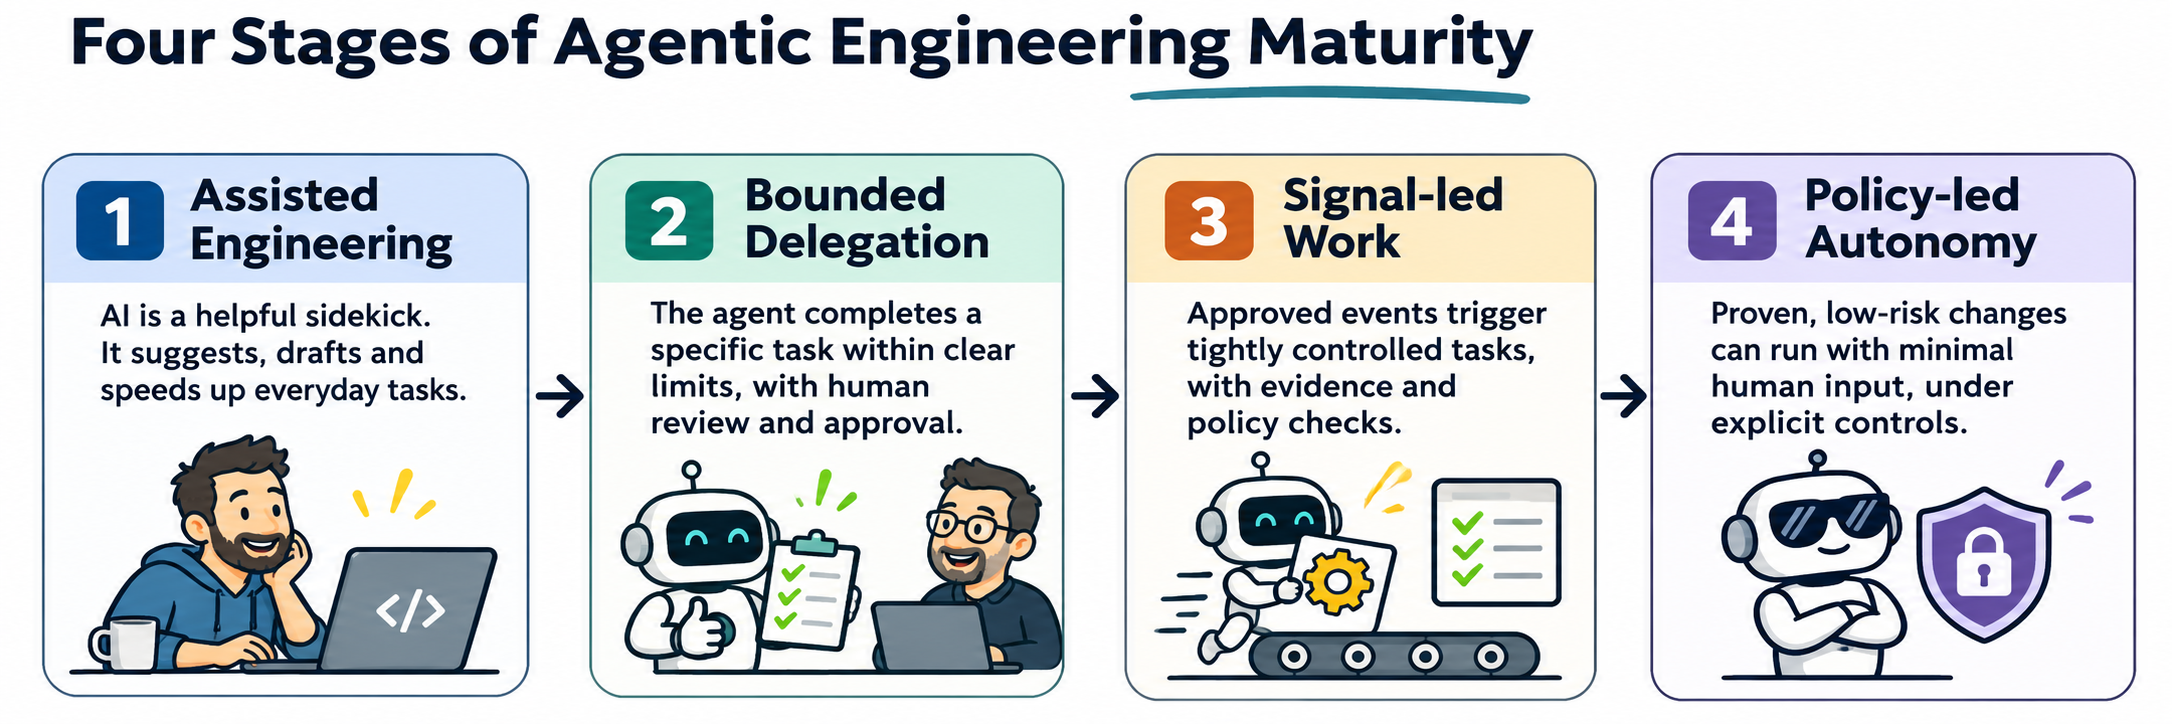 Four Stages of Agentic Engineering Maturity
1
Assisted
Engineering
AI is a helpful sidekick.
It suggests, drafts and
speeds up everyday tasks.
</>
2
Bounded
Delegation
The agent completes a
specific task within clear
limits, with human
review and approval.
3
Signal-led
Work
Approved events trigger
tightly controlled tasks,
with evidence and
policy checks.
4
Policy-led
Autonomy
Proven, low-risk changes
can run with minimal
human input, under
explicit controls.